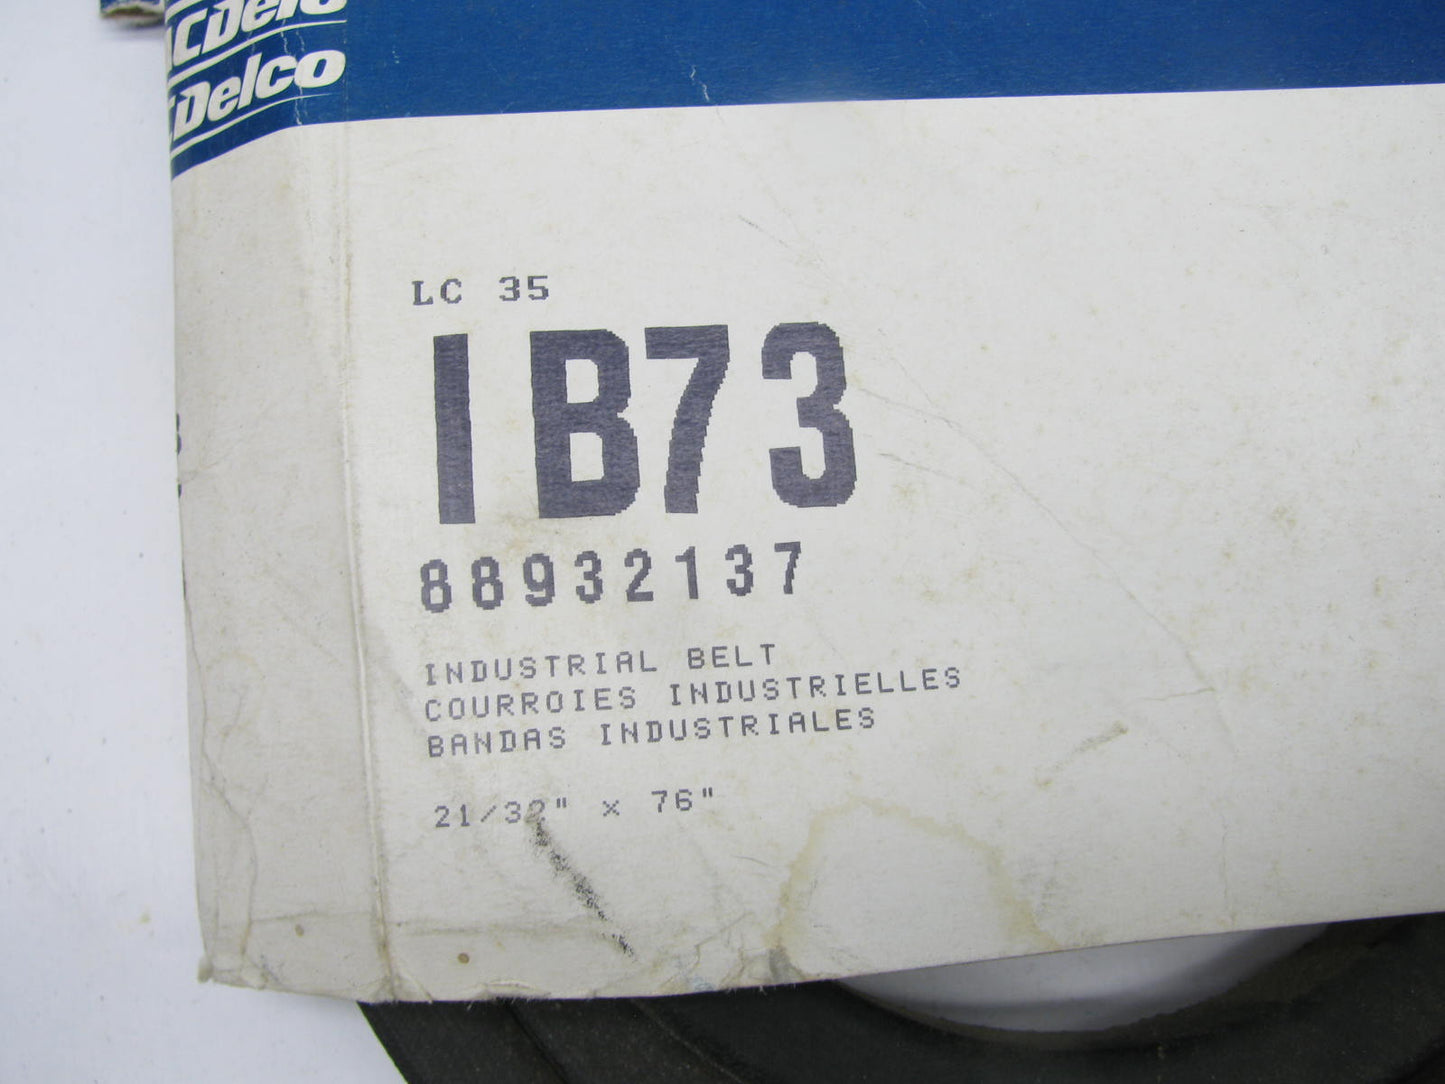 ACDelco
ACDelco
LC 35
IB73
88932137
INDUSTRIAL BELT
COURROIES INDUSTRIELLES
BANDAS INDUSTRIALES
21/32" x 76"